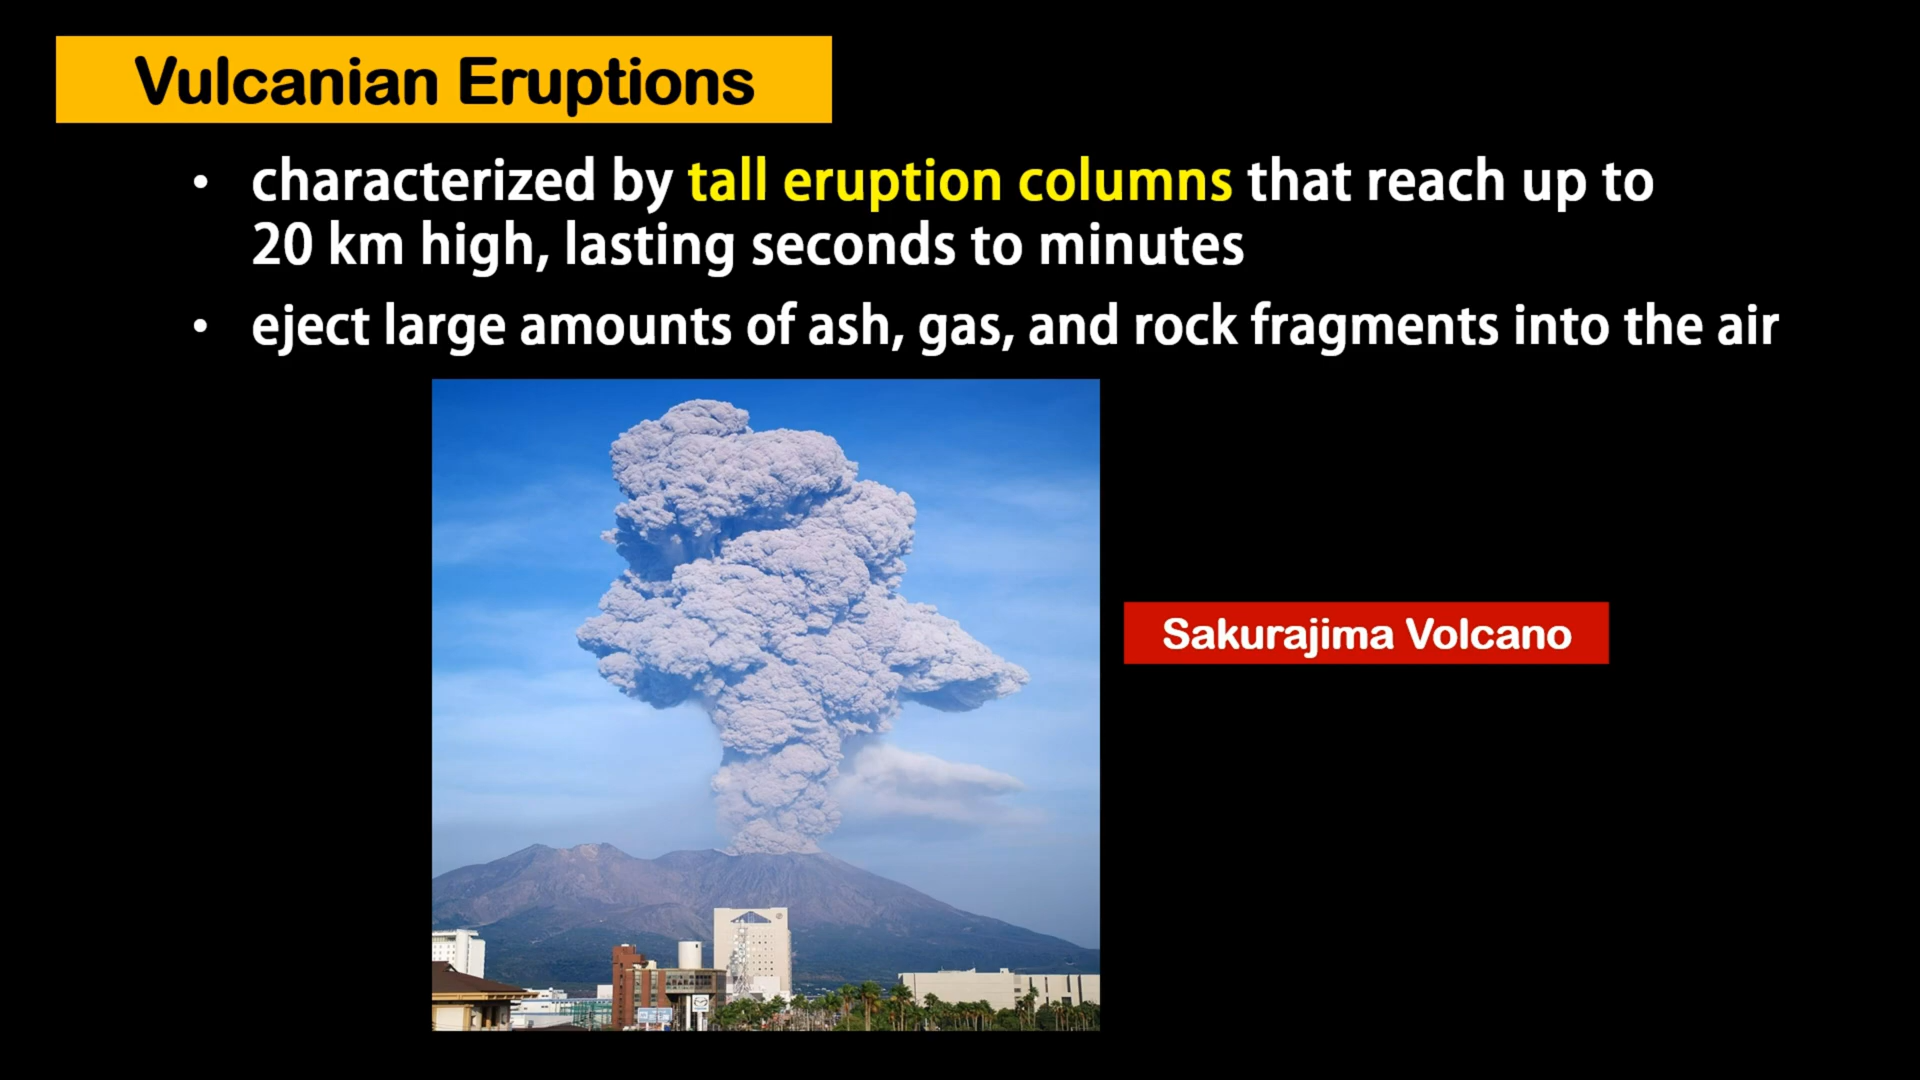 Vulcanian Eruptions
• characterized by tall eruption columns that reach up to
20 km high, lasting seconds to minutes
• eject large amounts of ash, gas, and rock fragments into the air
Sakurajima Volcano